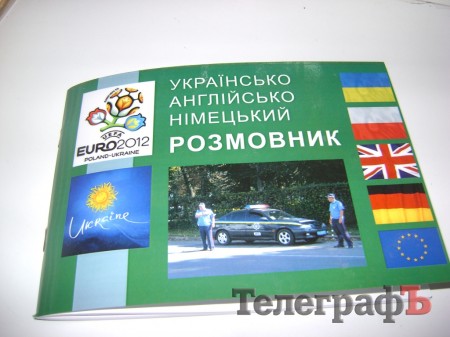 УКРАЇНСЬКО
АНГЛІЙСЬКО
НІМЕЦЬКИЙ
РОЗМОВНИК
UEFA
EURO2012
POLAND-UKRAINE
Ukraine
ТелеграфЪ